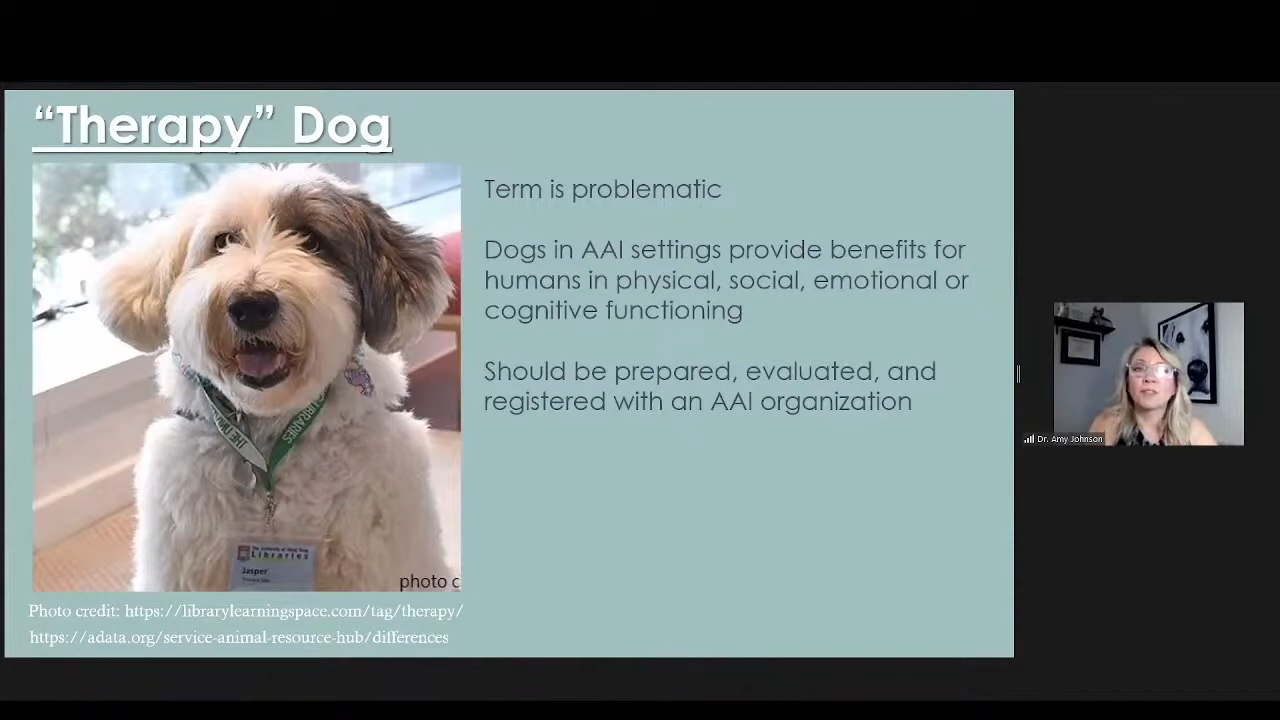 “Therapy” Dog
Term is problematic
Dogs in AAI settings provide benefits for
humans in physical, social, emotional or
cognitive functioning
Should be prepared, evaluated, and
registered with an AAI organization
LIBRARIES
Libraries
Jasper
photo c
Photo credit: https://librarylearningspace.com/tag/therapy/
https://adata.org/service-animal-resource-hub/differences
Dr. Amy Johnson